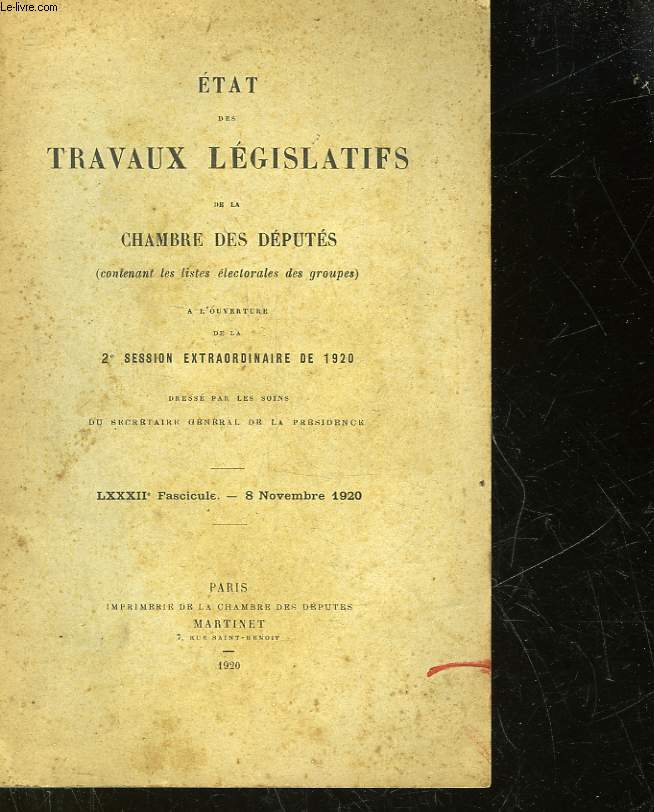 Le-livre.com
ÉTAT
DES
TRAVAUX LÉGISLATIFS
DE LA
CHAMBRE DES DÉPUTÉS
(contenant les listes électorales des groupes)
A L'OUVERTURE
DE LA
2e SESSION EXTRAORDINAIRE DE 1920
DRESSÉ PAR LES SOINS
DU SECRÉTAIRE GÉNÉRAL DE LA PRÉSIDENCE
LXXXIIe Fascicule. — 8 Novembre 1920
PARIS
IMPRIMERIE DE LA CHAMBRE DES DÉPUTÉS
MARTINET
7, RUE SAINT-BENOIT
1920